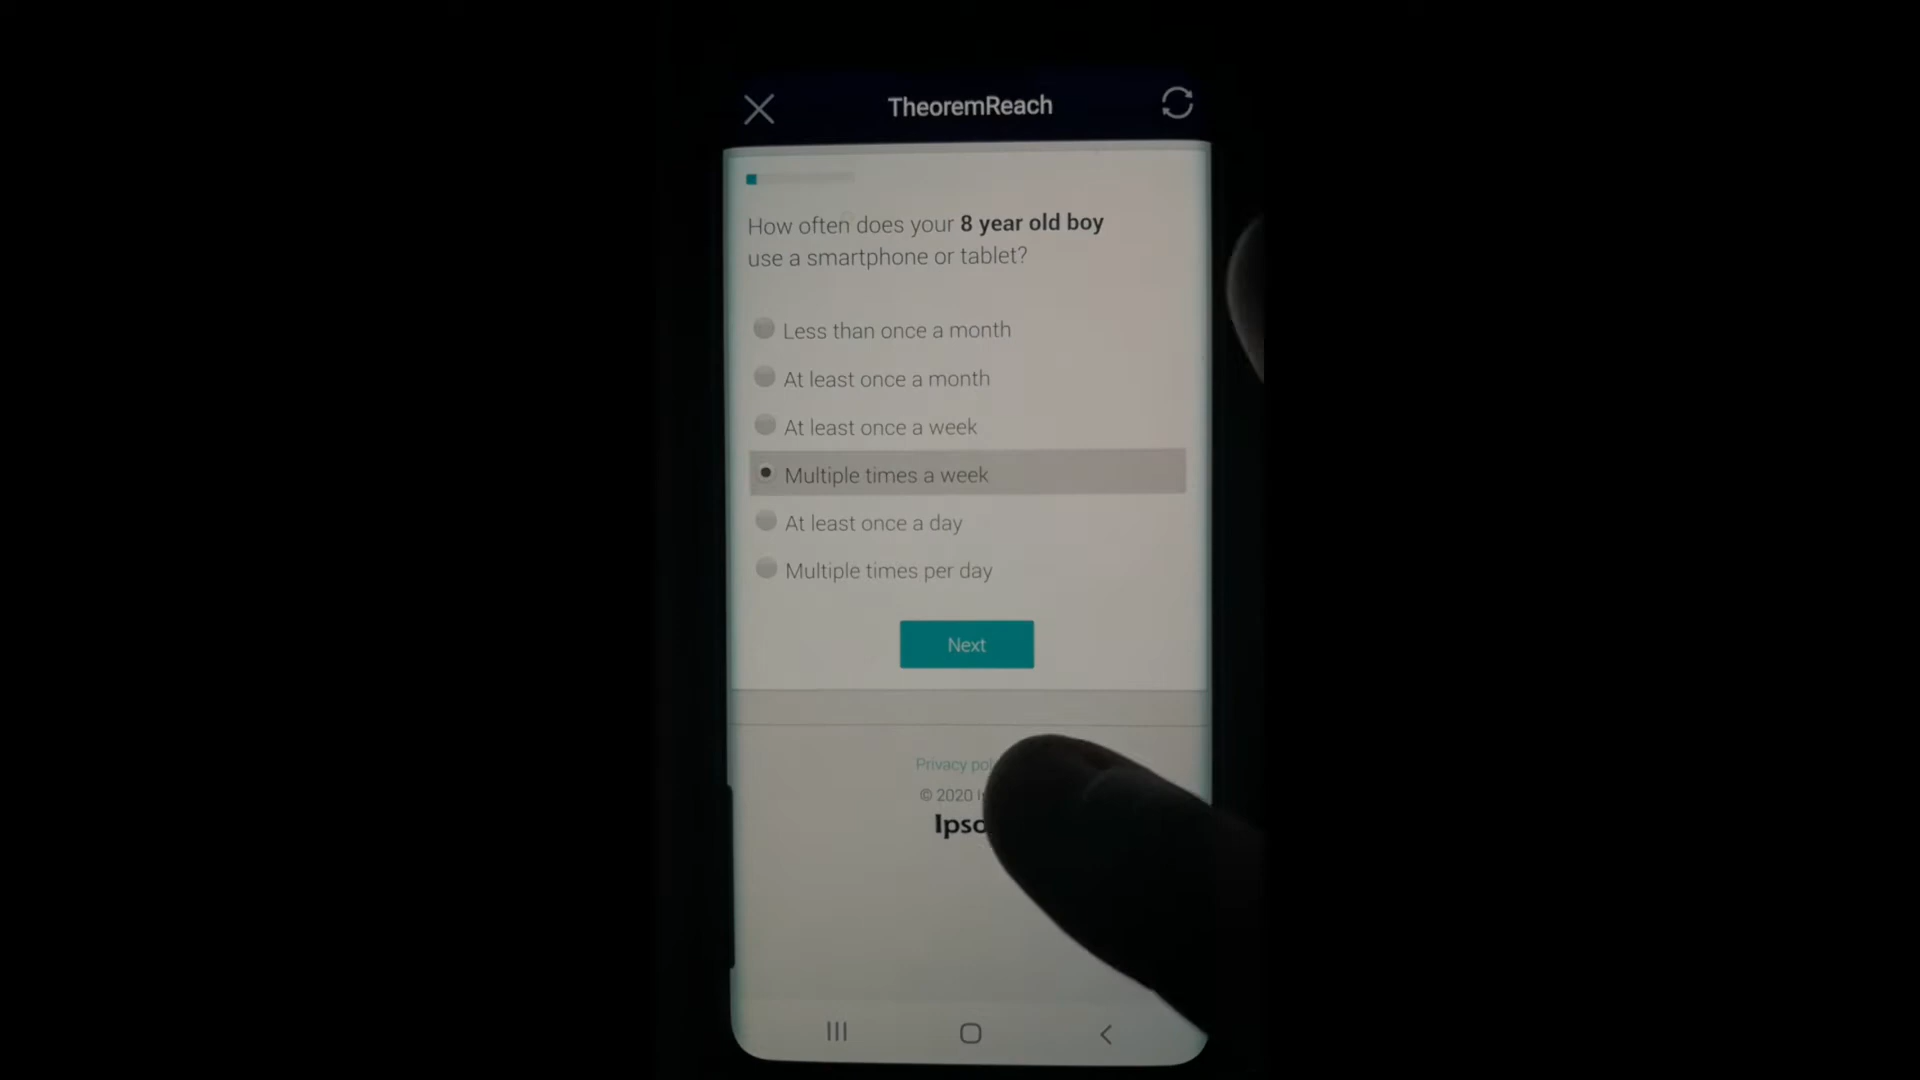 TheoremReach
How often does your 8 year old boy
use a smartphone or tablet?
Less than once a month
At least once a month
At least once a week
Multiple times a week
At least once a day
Multiple times per day
Next
Privacy
© 2020